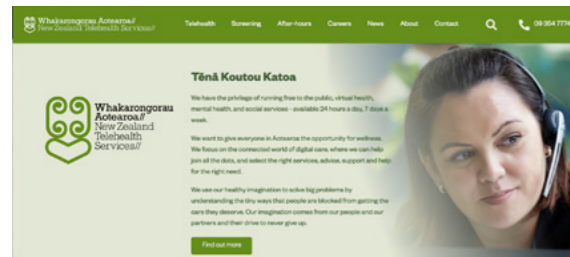 Whakarongorau Aotearoa//
New Zealand Telehealth Services//
Telehealth Screening After-hours Careers News About Contact 09 354 7774
Tēnā Koutou Katoa
We have the privilege of running free to the public, virtual health,
mental health, and social services - available 24 hours a day, 7 days a
week.
Whakarongorau
Aotearoa//
New Zealand
Telehealth
Services//
We want to give everyone in Aotearoa the opportunity for wellness.
We focus on the connected world of digital care, where we can help
join all the dots, and select the right services, advice, support and help
for the right need.
We use our healthy imagination to solve big problems by
understanding the tiny ways that people are blocked from getting the
care they deserve. Our imagination comes from our people and our
partners and their drive to never give up.
Find out more